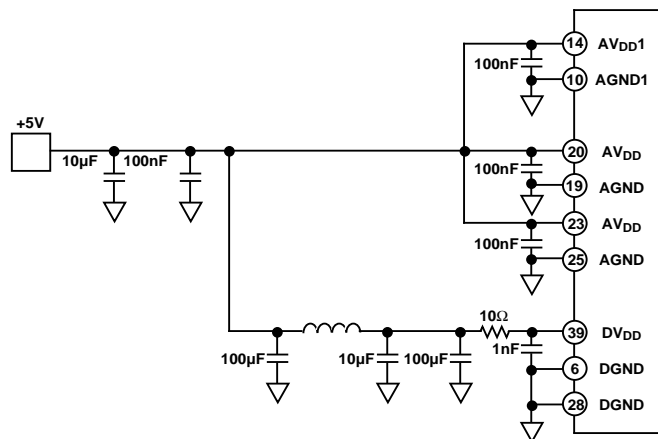 14 AVDD1
100nF
10 AGND1
+5V
10µF 100nF
20 AVDD
100nF
19 AGND
23 AVDD
100nF
25 AGND
10Ω
39 DVDD
100µF 10µF 100µF 1nF
6 DGND
28 DGND